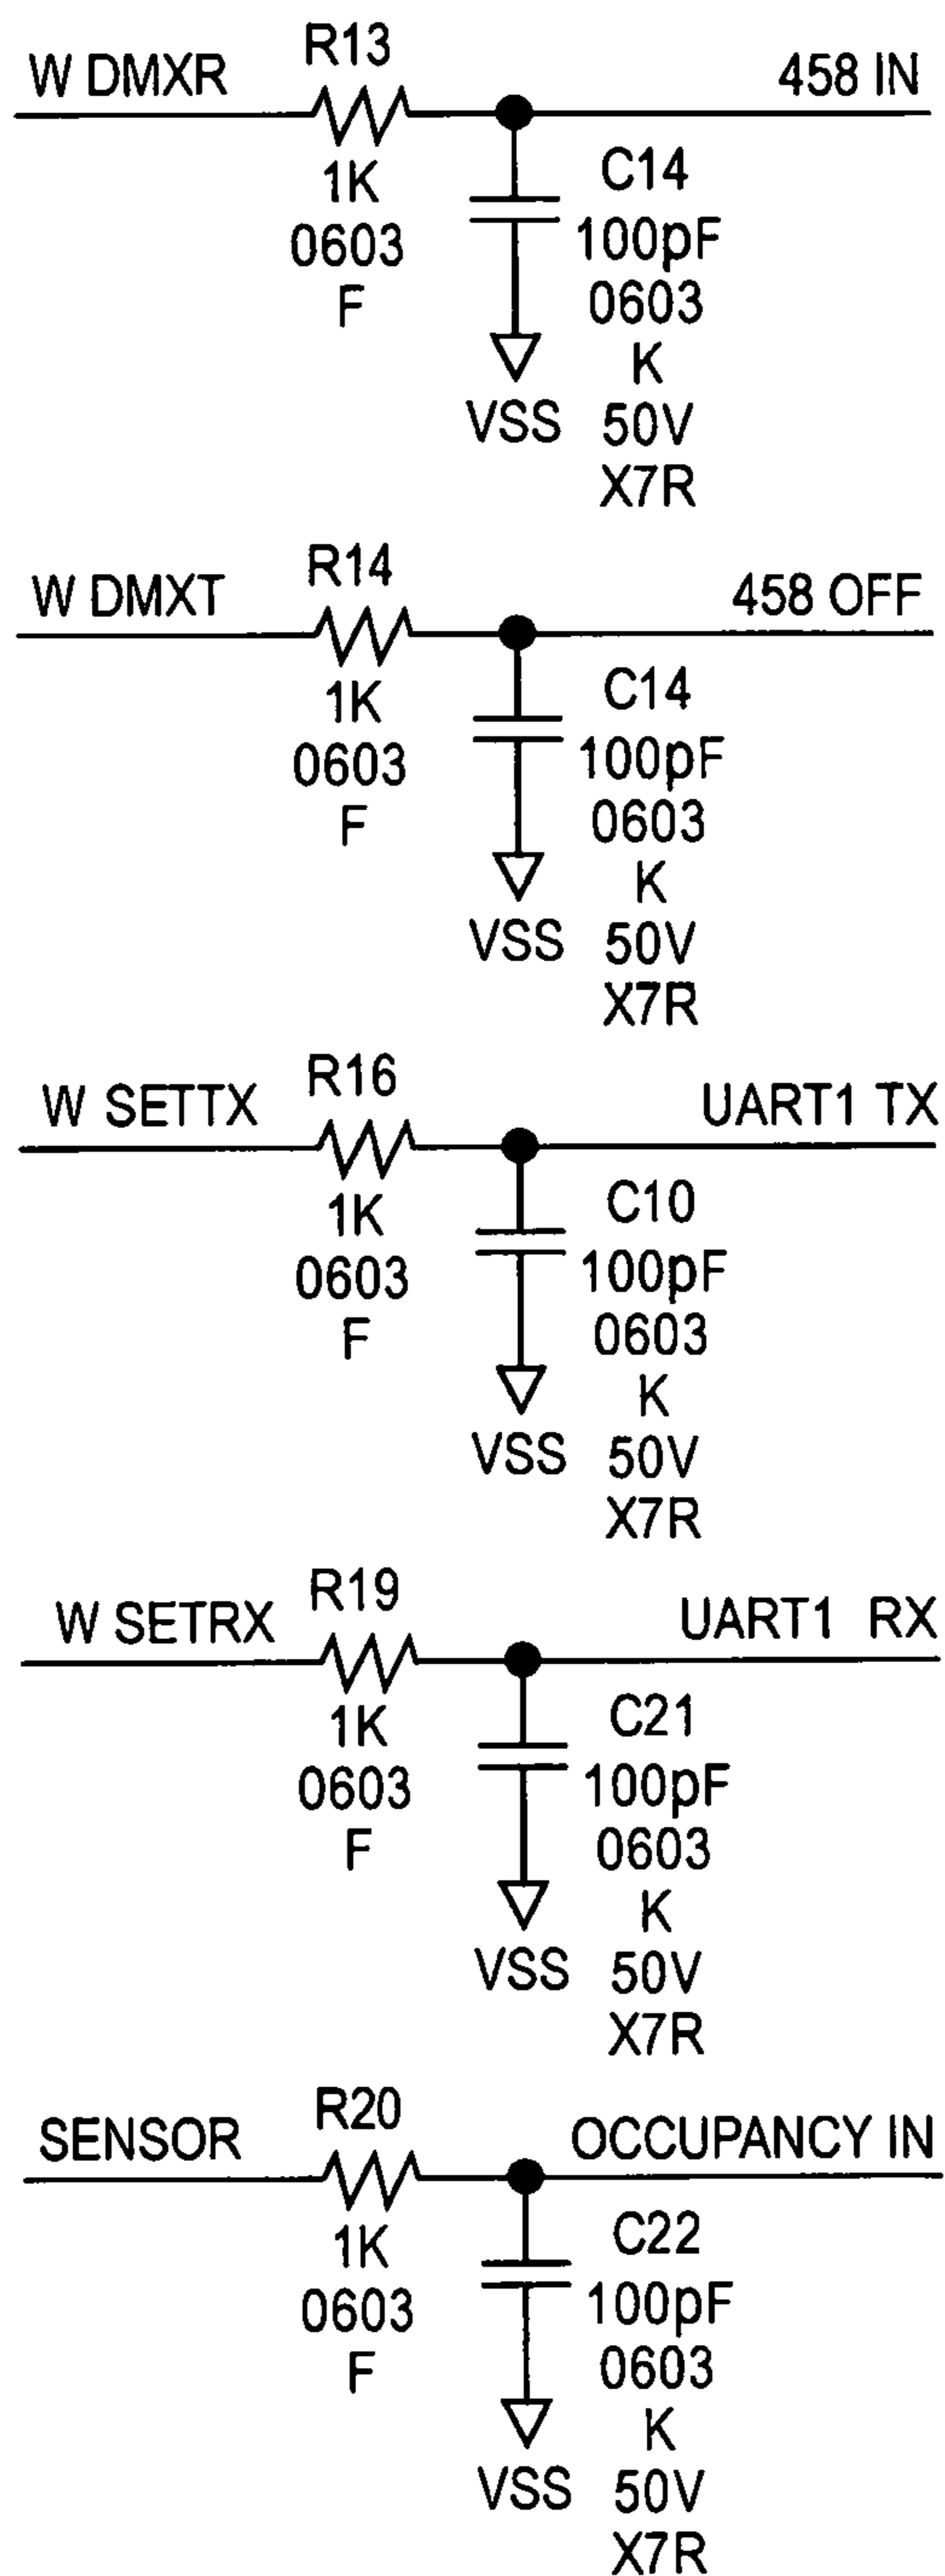 W DMXR R13 458 IN
1K C14
0603 100pF
F 0603
K
VSS 50V
X7R
W DMXT R14 458 OFF
1K C14
0603 100pF
F 0603
K
VSS 50V
X7R
W SETTX R16 UART1 TX
1K C10
0603 100pF
F 0603
K
VSS 50V
X7R
W SETRX R19 UART1 RX
1K C21
0603 100pF
F 0603
K
VSS 50V
X7R
SENSOR R20 OCCUPANCY IN
1K C22
0603 100pF
F 0603
K
VSS 50V
X7R